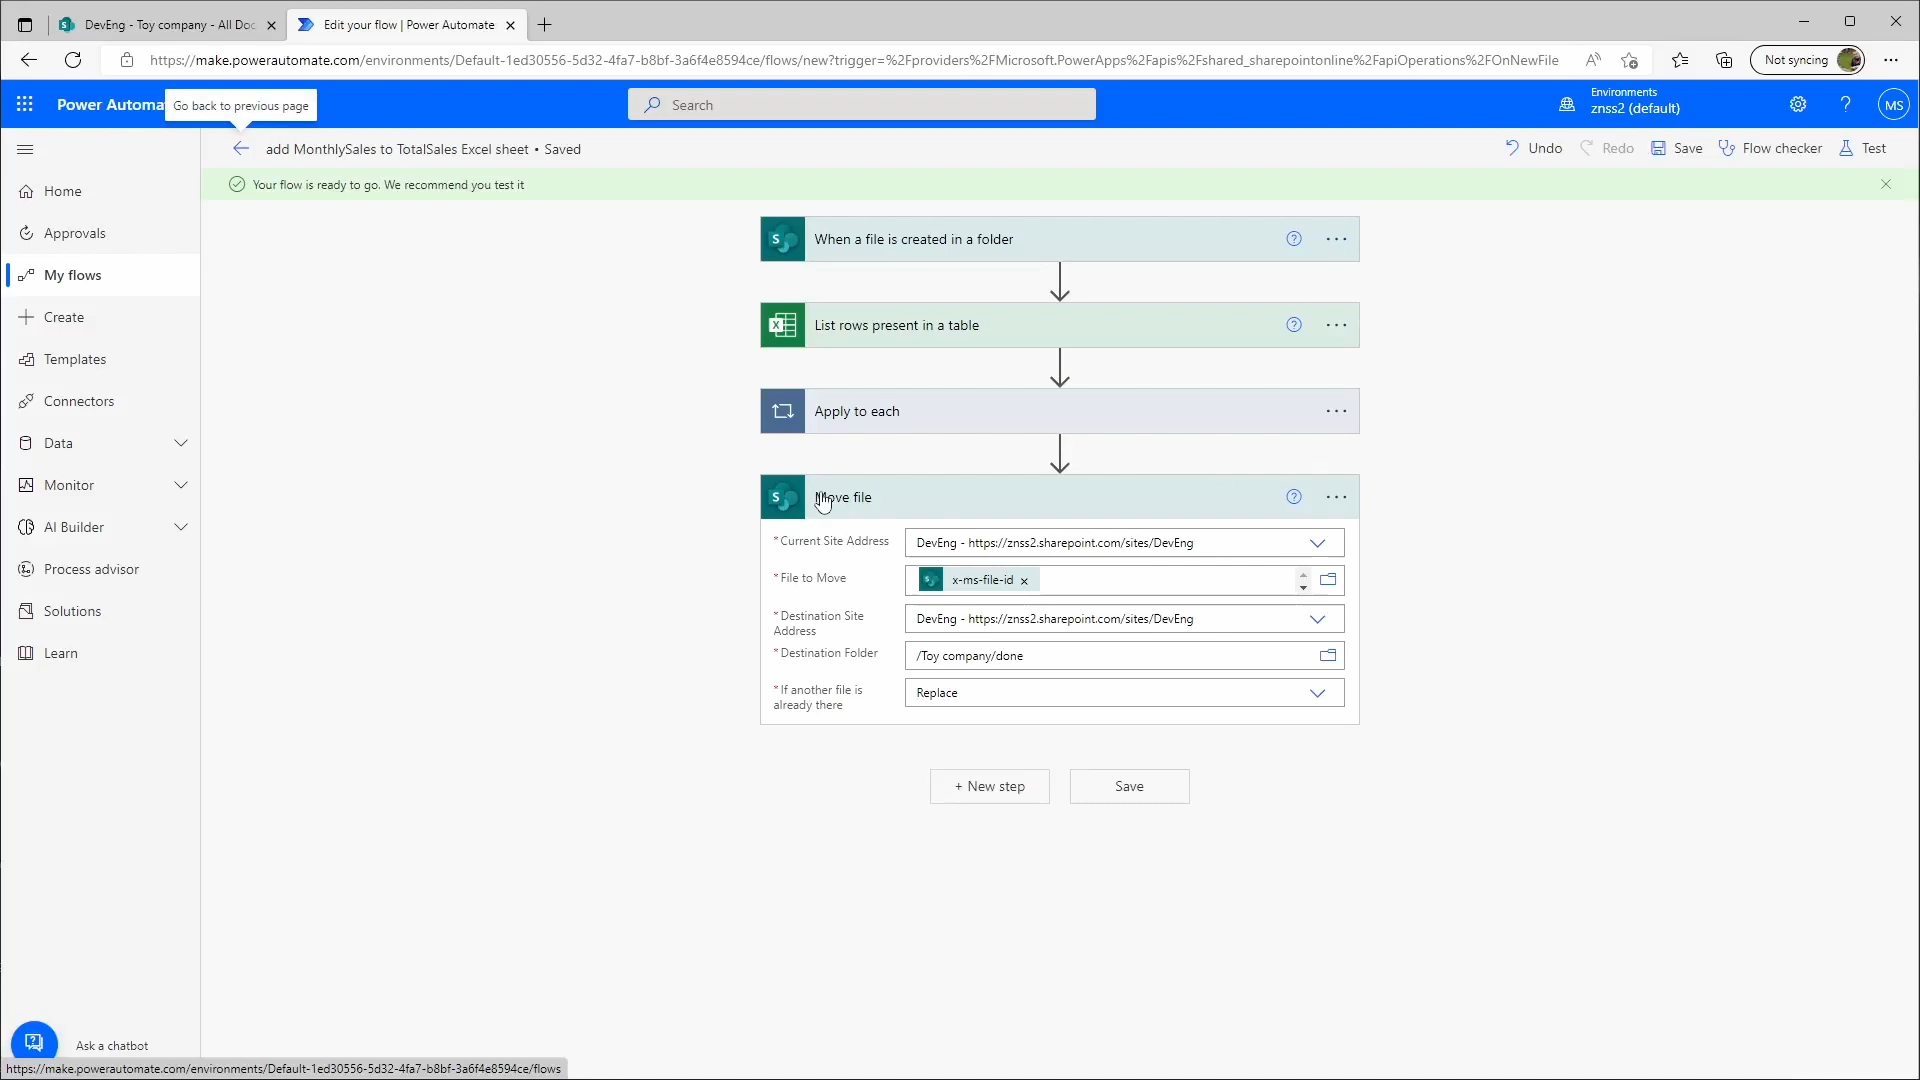 DevEng - Toy company - All Doc
Edit your flow | Power Automate
https://make.powerautomate.com/environments/Default-1ed30556-5d32-4fa7-b8bf-3a6f4e8594ce/flows/new?trigger=%2Fproviders%2FMicrosoft.PowerApps%2Fapis%2Fshared_sharepointonline%2FapiOperations%2FOnNewFile
Not syncing
Power Automa
Go back to previous page
Search
Environments
znss2 (default)
MS
add MonthlySales to TotalSales Excel sheet • Saved
Undo
Redo
Save
Flow checker
Test
Your flow is ready to go. We recommend you test it
Home
Approvals
My flows
Create
Templates
Connectors
Data
Monitor
AI Builder
Process advisor
Solutions
Learn
When a file is created in a folder
List rows present in a table
Apply to each
Move file
* Current Site Address
DevEng - https://znss2.sharepoint.com/sites/DevEng
* File to Move
x-ms-file-id
* Destination Site
Address
DevEng - https://znss2.sharepoint.com/sites/DevEng
* Destination Folder
/Toy company/done
* If another file is
already there
Replace
+ New step
Save
Ask a chatbot
https://make.powerautomate.com/environments/Default-1ed30556-5d32-4fa7-b8bf-3a6f4e8594ce/flows